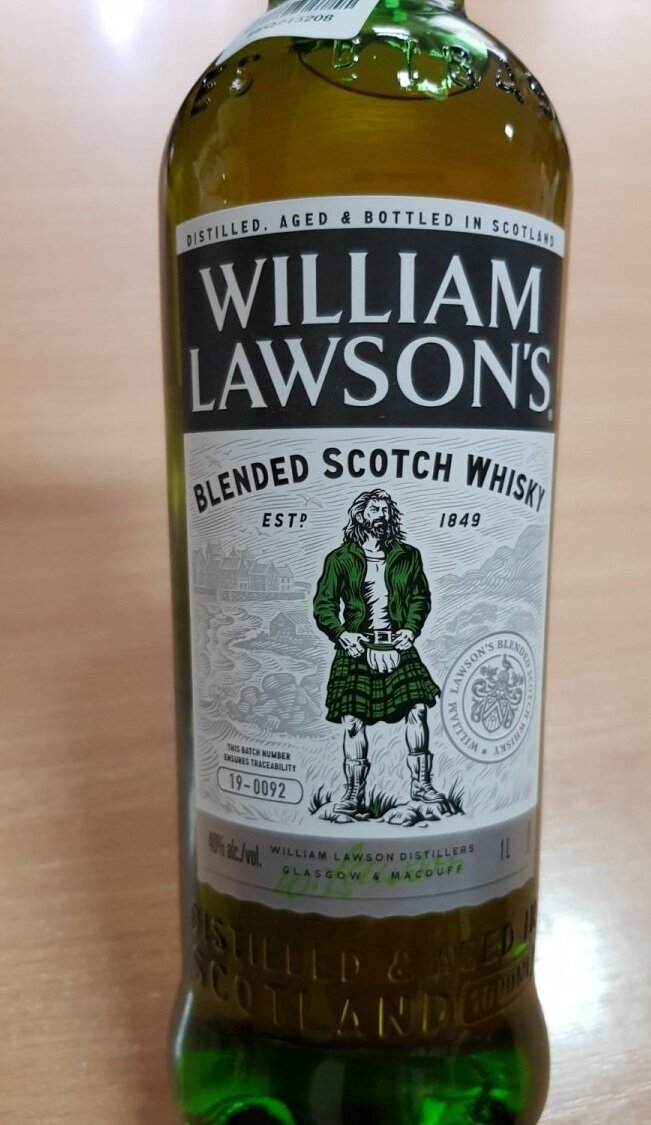 DISTILLED, AGED & BOTTLED IN SCOTLAND
WILLIAM
LAWSON'S®
BLENDED SCOTCH WHISKY
ESTD 1849
WILLIAM LAWSON'S BLENDED SCOTCH WHISKY •
THIS BATCH NUMBER
ENSURES TRACEABILITY
19-0092
40% alc./vol.
WILLIAM LAWSON DISTILLERS
GLASGOW & MACDUFF
1L
DISTILLED & AGED IN
SCOTLAND
1000ml